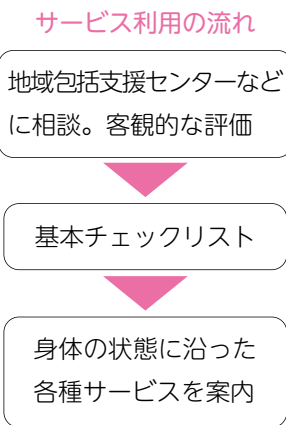 サービス利用の流れ
地域包括支援センターなど
に相談。客観的な評価
基本チェックリスト
身体の状態に沿った
各種サービスを案内